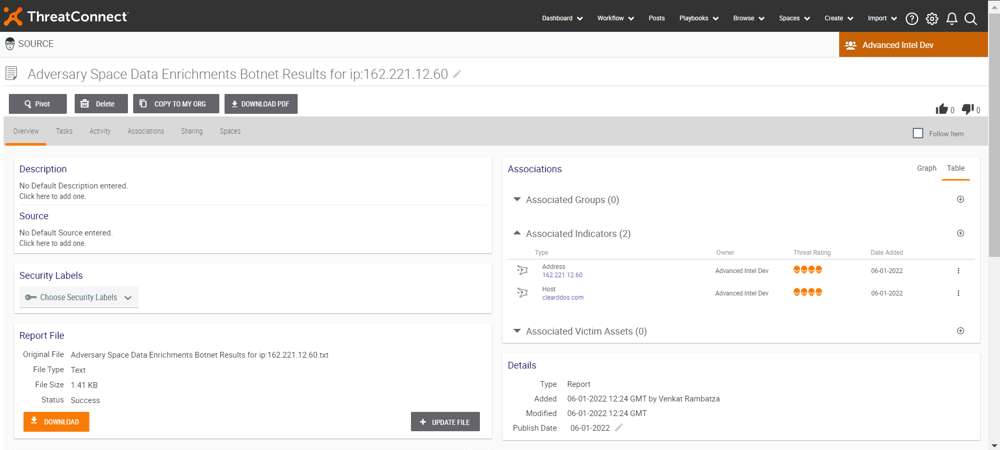 ThreatConnect™
Dashboard Workflow Posts Playbooks Browse Spaces Create Import
SOURCE
Advanced Intel Dev
Adversary Space Data Enrichments Botnet Results for ip:162.221.12.60
Pivot Delete COPY TO MY ORG DOWNLOAD PDF
0 0
Overview Tasks Activity Associations Sharing Spaces
Follow Item
Description
No Default Description entered.
Click here to add one.
Source
No Default Source entered.
Click here to add one.
Security Labels
Choose Security Labels
Report File
Original File Adversary Space Data Enrichments Botnet Results for ip:162.221.12.60.txt
File Type Text
File Size 1.41 KB
Status Success
DOWNLOAD
UPDATE FILE
Associations
Graph Table
Associated Groups (0)
Associated Indicators (2)
Type Owner Threat Rating Date Added
Address
162.221.12.60 Advanced Intel Dev 06-01-2022
Host
clearddos.com Advanced Intel Dev 06-01-2022
Associated Victim Assets (0)
Details
Type Report
Added 06-01-2022 12:24 GMT by Venkat Rambatza
Modified 06-01-2022 12:24 GMT
Publish Date 06-01-2022